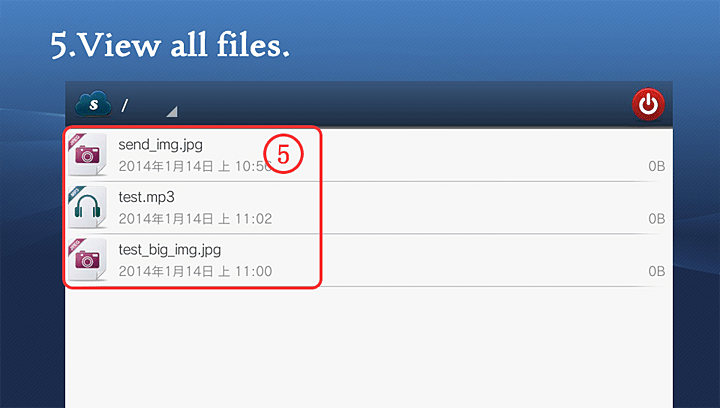 5.View all files.
S /
send_img.jpg
2014年1月14日 上 10:56 5 0B
test.mp3
2014年1月14日 上 11:02 0B
test_big_img.jpg
2014年1月14日 上 11:00 0B